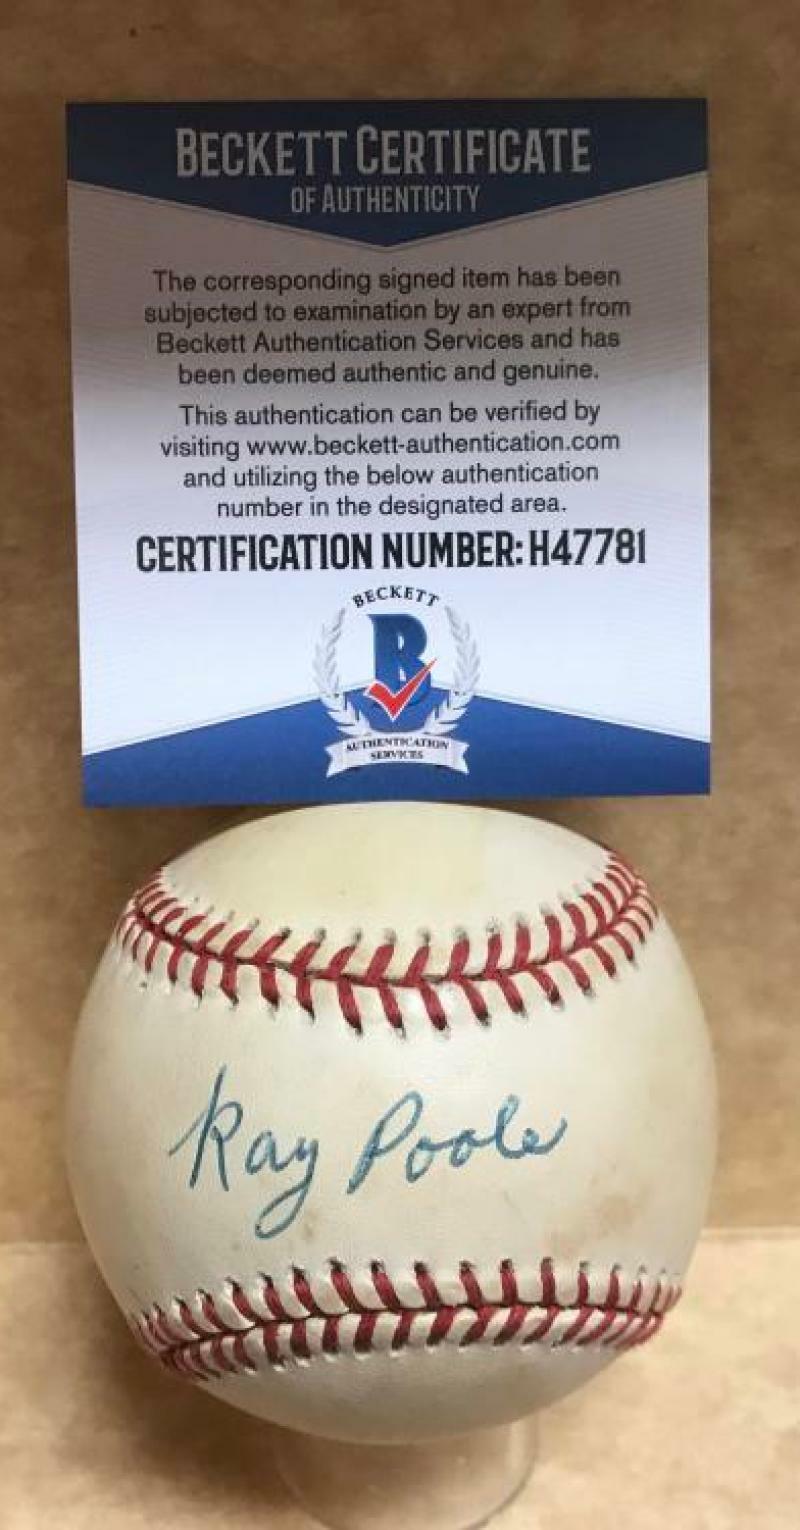 BECKETT CERTIFICATE
OF AUTHENTICITY
The corresponding signed item has been
subjected to examination by an expert from
Beckett Authentication Services and has
been deemed authentic and genuine.
This authentication can be verified by
visiting www.beckett-authentication.com
and utilizing the below authentication
number in the designated area.
CERTIFICATION NUMBER: H47781
BECKETT
B
AUTHENTICATION
SERVICES
Ray Poole